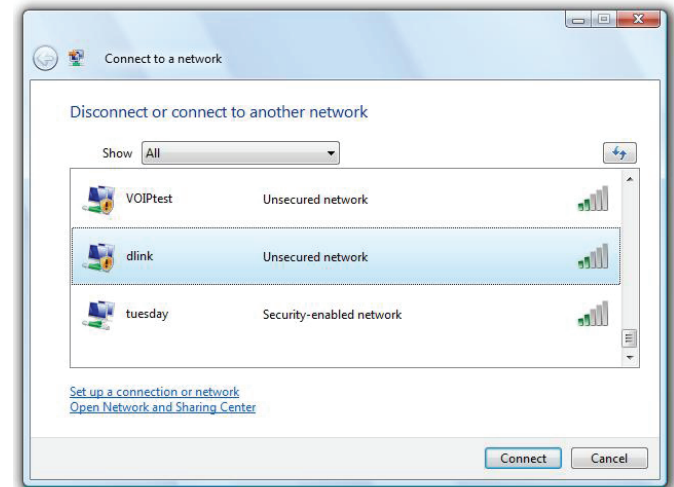 Connect to a network
Disconnect or connect to another network
Show All
VOIPtest Unsecured network
dlink Unsecured network
tuesday Security-enabled network
Set up a connection or network
Open Network and Sharing Center
Connect Cancel